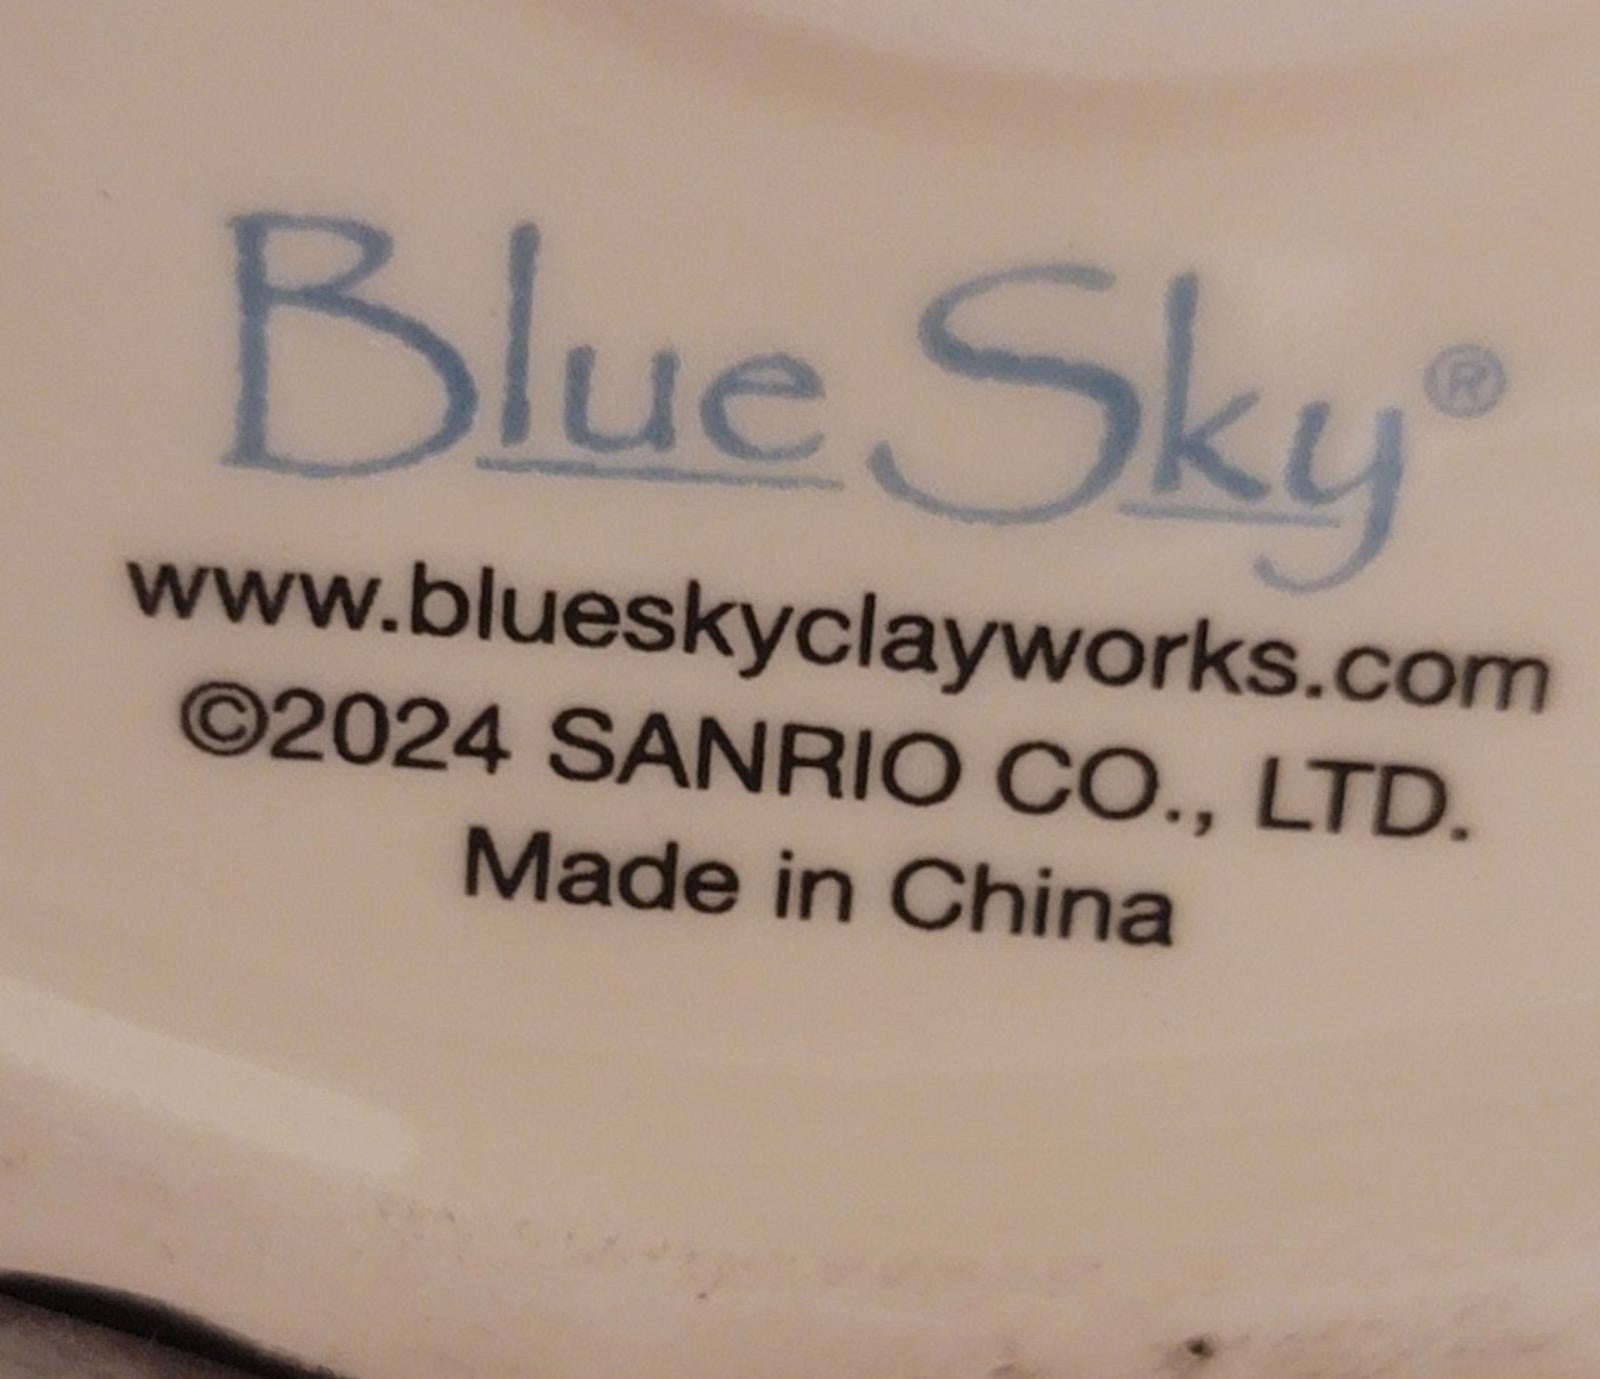 Blue Sky®
www.blueskyclayworks.com
©2024 SANRIO CO., LTD.
Made in China